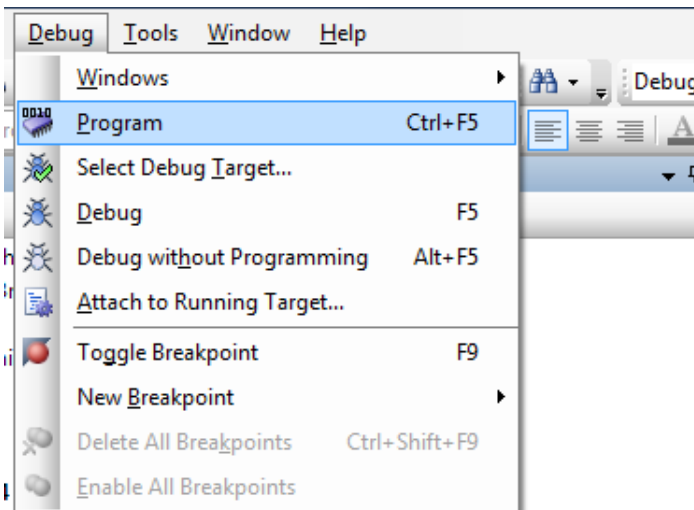 Debug Tools Window Help
Windows
Debug
0010
Program Ctrl+F5
Select Debug Target...
Debug F5
Debug without Programming Alt+F5
Attach to Running Target...
Toggle Breakpoint F9
New Breakpoint
Delete All Breakpoints Ctrl+Shift+F9
Enable All Breakpoints